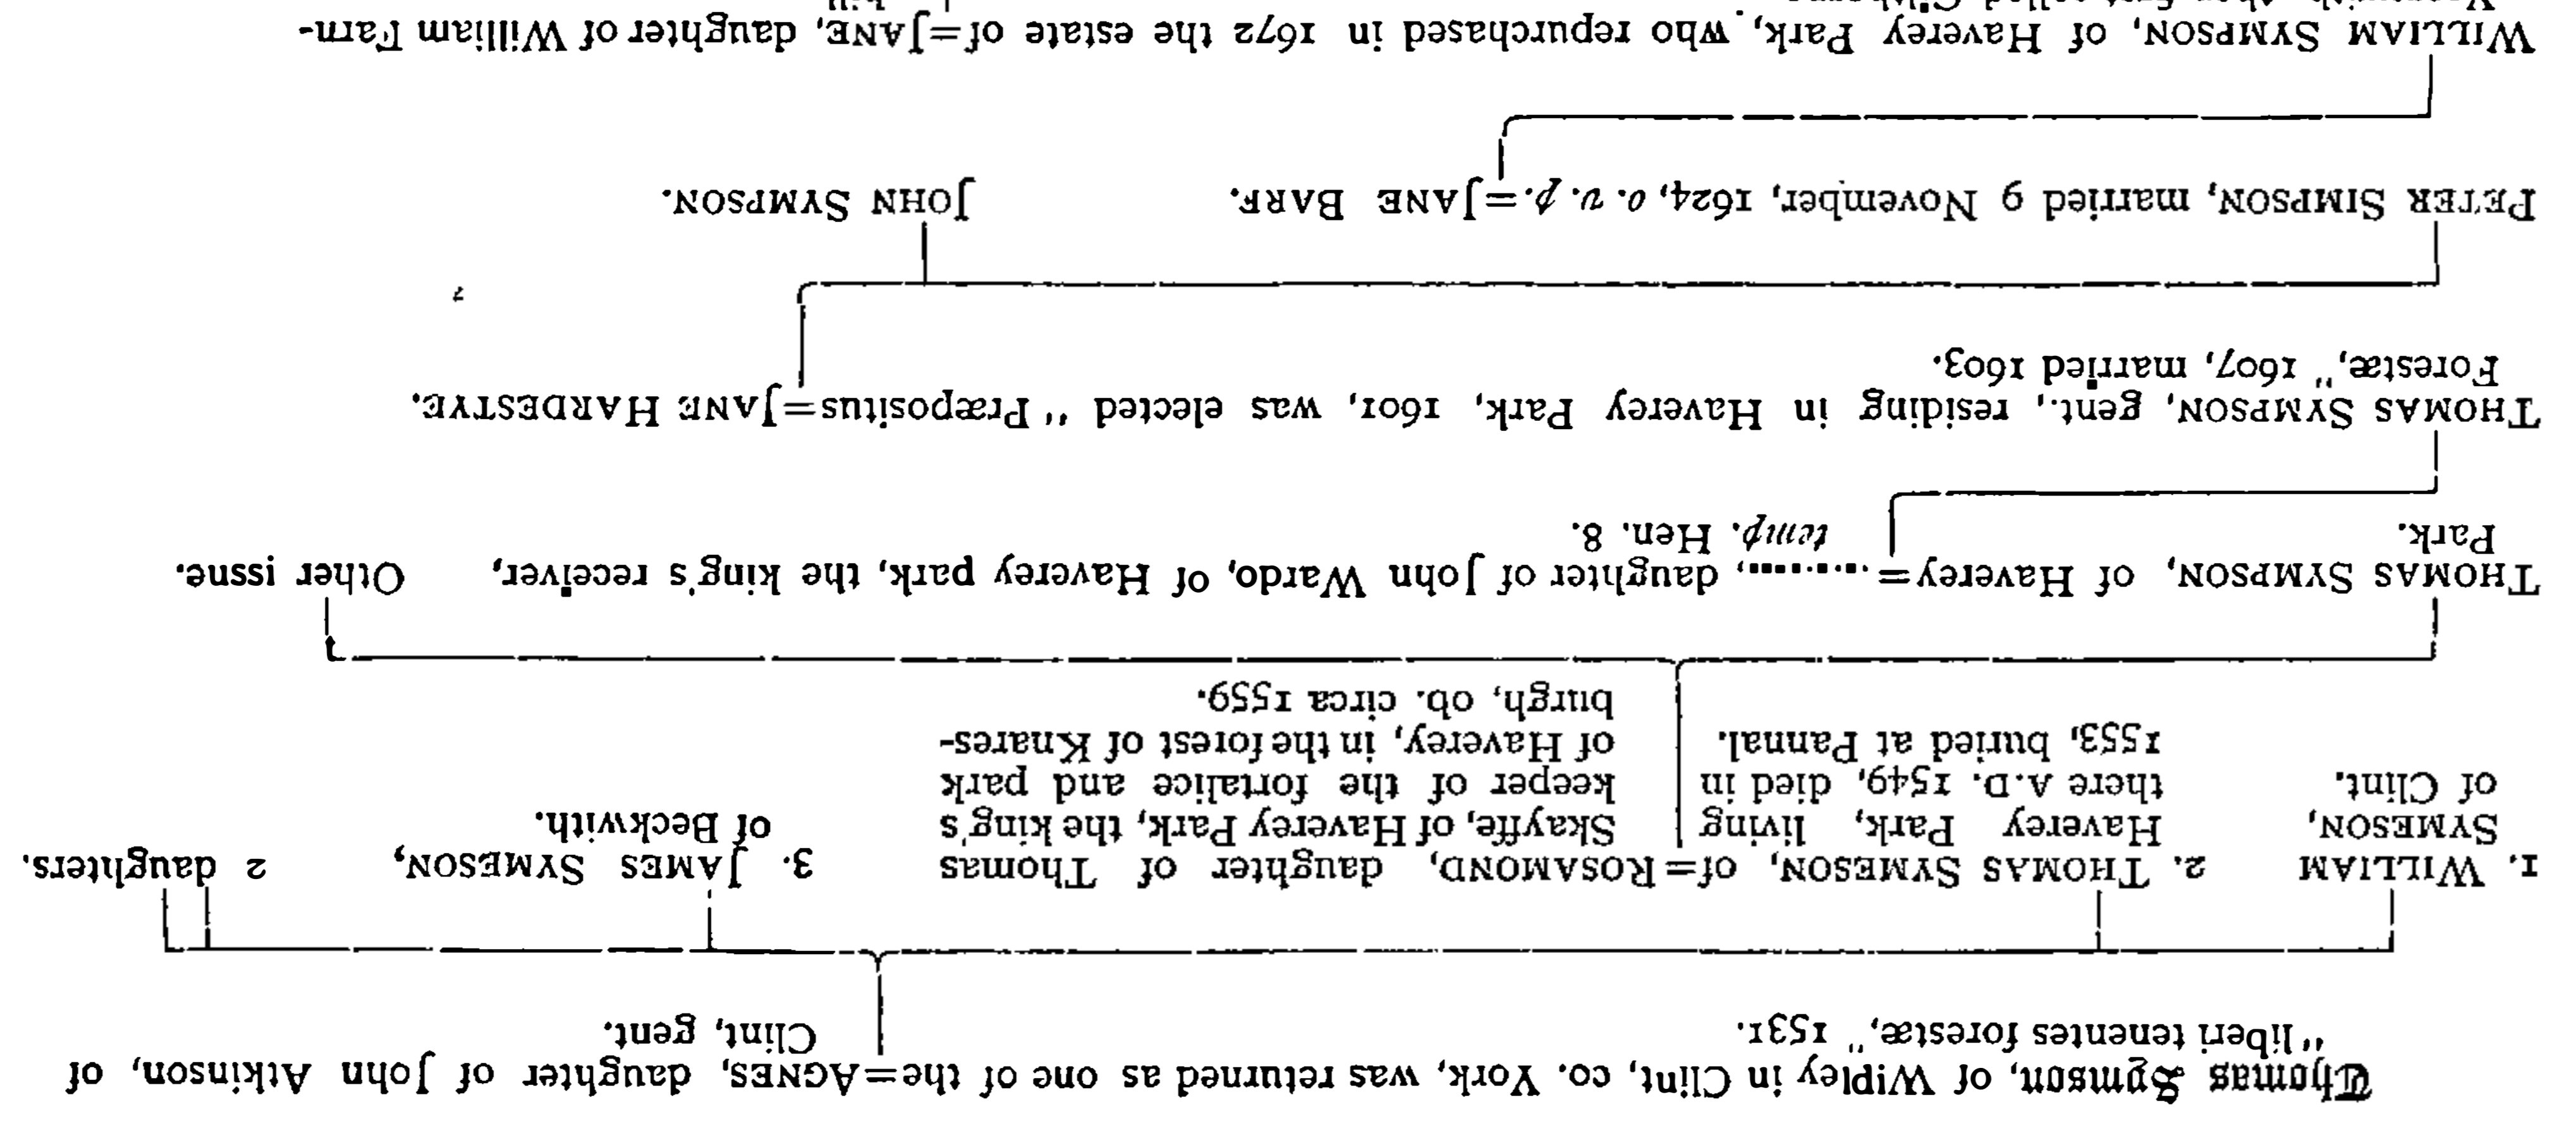 Thomas Symson, of Wipley in Clint, co. York, was returned as one of the=AGNES, daughter of John Atkinson, of
"liberi tenentes forestæ," 1531.
Clint, gent.
1. WILLIAM
SYMESON,
of Clint.
2. THOMAS SYMESON, of=ROSAMOND, daughter of Thomas
Haverey Park, living
there A.D. 1549, died in
1553, buried at Pannal.
Skayffe, of Haverey Park, the king's
keeper of the fortalice and park
of Haverey, in the forest of Knares-
burgh, ob. circa 1559.
3. JAMES SYMESON,
of Beckwith.
2 daughters.
THOMAS SYMPSON, of Haverey=........., daughter of John Wardo, of Haverey park, the king's receiver,
Park.
temp. Hen. 8.
Other issne.
THOMAS SYMPSON, gent., residing in Haverey Park, 1601, was elected "Præpositus=JANE HARDESTYE.
Forestæ," 1607, married 1603.
PETER SIMPSON, married 9 November, 1624, o. v. p.=JANE BARF.
JOHN SYMPSON.
WILLIAM SYMPSON, of Haverey Park, who repurchased in 1672 the estate of=JANE, daughter of William Farm-